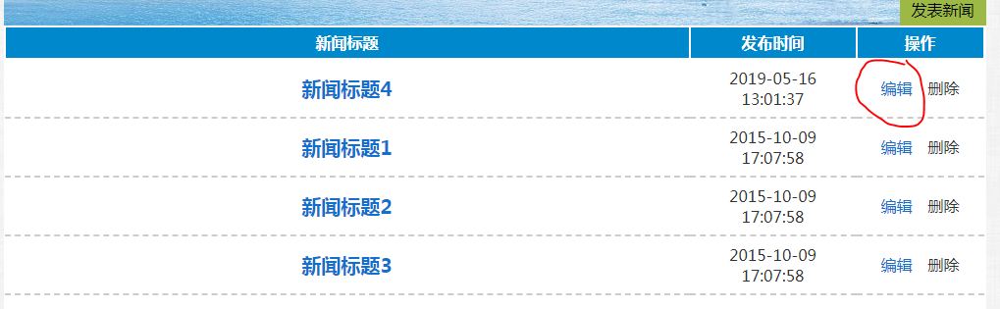 发表新闻
新闻标题 发布时间 操作
新闻标题4 2019-05-16 编辑 删除
13:01:37
新闻标题1 2015-10-09 编辑 删除
17:07:58
新闻标题2 2015-10-09 编辑 删除
17:07:58
新闻标题3 2015-10-09 编辑 删除
17:07:58